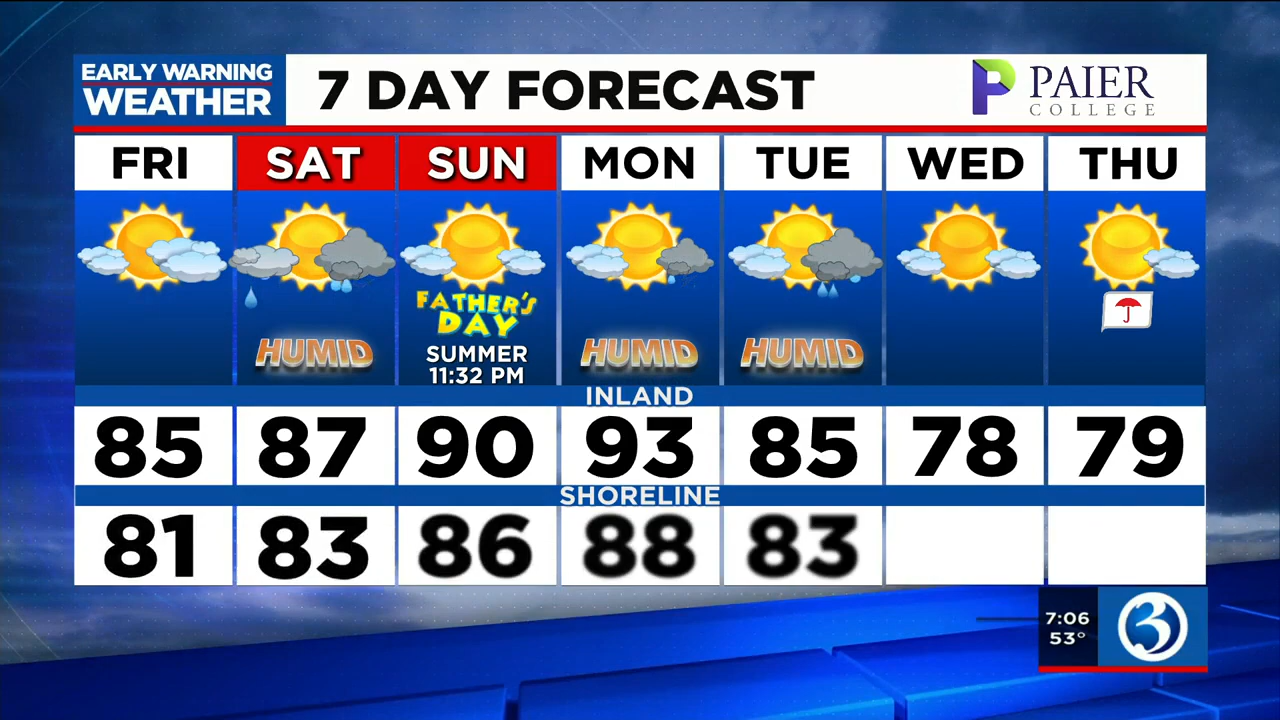 EARLY WARNING
WEATHER
7 DAY FORECAST
PAIER
COLLEGE
FRI SAT SUN MON TUE WED THU
FATHER'S
DAY
SUMMER
11:32 PM
HUMID HUMID HUMID
INLAND
85 87 90 93 85 78 79
SHORELINE
81 83 86 88 83
7:06
53°
3